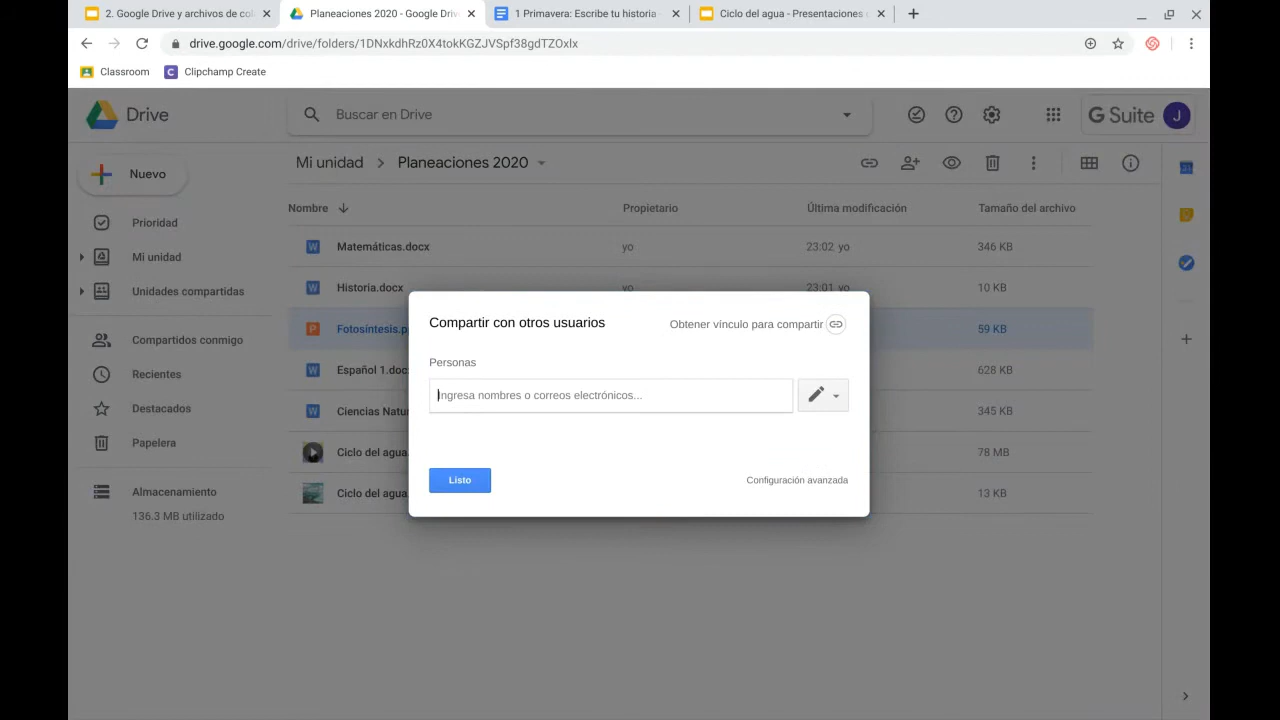 2. Google Drive y archivos de col
Planeaciones 2020 - Google Driv
1 Primavera: Escribe tu historia
Ciclo del agua - Presentaciones
drive.google.com/drive/folders/1DNxkdhRz0X4tokKGZJVSpf38gdTZOxlx
Classroom
Clipchamp Create
Drive
Buscar en Drive
G Suite
J
Nuevo
Mi unidad
Planeaciones 2020
Nombre
Propietario
Última modificación
Tamaño del archivo
Prioridad
Mi unidad
Unidades compartidas
Compartidos conmigo
Recientes
Destacados
Papelera
Almacenamiento
136.3 MB utilizado
W Matemáticas.docx yo 23:02 yo 346 KB
W Historia.docx yo 23:01 yo 10 KB
P Fotosíntesis.p 59 KB
W Español 1.doc 628 KB
W Ciencias Natur 345 KB
Ciclo del agua. 78 MB
Ciclo del agua. 13 KB
Compartir con otros usuarios
Obtener vínculo para compartir
Personas
Ingresa nombres o correos electrónicos...
Listo
Configuración avanzada